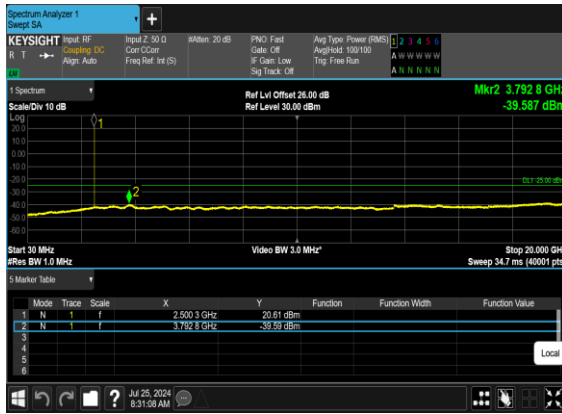 Spectrum Analyzer 1
Swept SA
+
KEYSIGHT Input: RF Input Z: 50 Ω #Atten: 20 dB PNO: Fast Avg Type: Power (RMS) 1 2 3 4 5 6
R T Coupling: DC Corr CCorr Gate: Off Avg|Hold: 100/100 A W W W W W
Align: Auto Freq Ref: Int (S) IF Gain: Low Trig: Free Run
Sig Track: Off A N N N N N
1 Spectrum Ref Lvl Offset 26.00 dB Mkr2 3.792 8 GHz
Scale/Div 10 dB Ref Level 30.00 dBm -39.587 dBm
Log
20.0 1
10.0
0.00
-10.0
-20.0 DL1 -25.00 dBm
-30.0 2
-40.0
-50.0
-60.0
Start 30 MHz Video BW 3.0 MHz* Stop 20.000 GH
#Res BW 1.0 MHz Sweep 34.7 ms (40001 pts
5 Marker Table
Mode Trace Scale X Y Function Function Width Function Value
1 N 1 f 2.500 3 GHz 20.61 dBm
2 N 1 f 3.792 8 GHz -39.59 dBm
3
4
5
6
Local
? Jul 25, 2024
8:31:08 AM